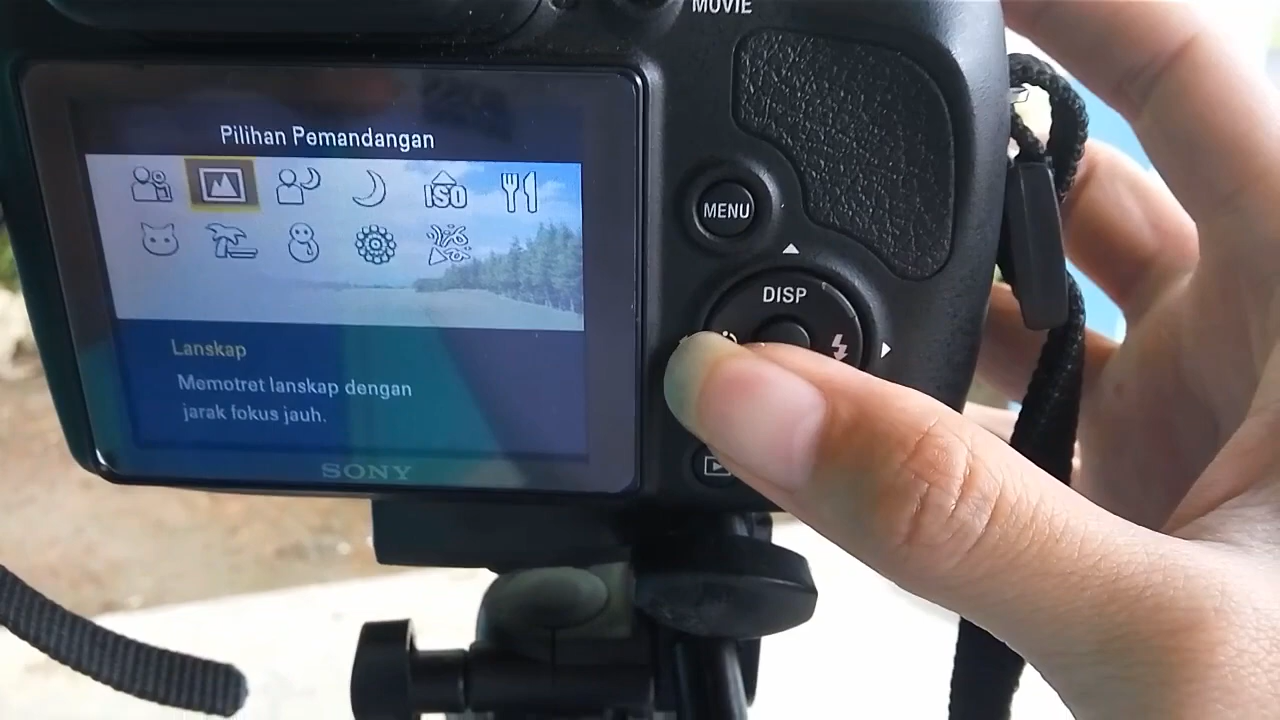 MOVIE
Pilihan Pemandangan
ISO
MENU
DISP
Lanskap
Memotret lanskap dengan
jarak fokus jauh.
SONY